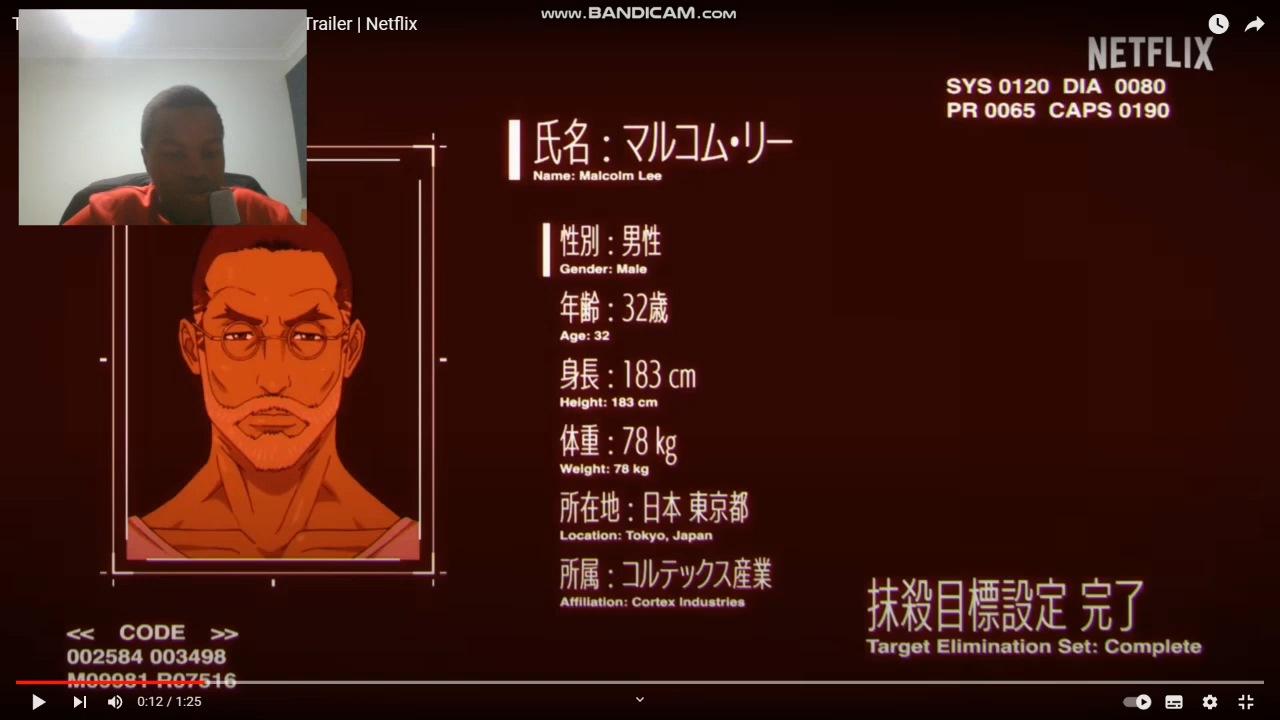 www.BANDICAM.com
Trailer | Netflix
NETFLIX
SYS 0120 DIA 0080
PR 0065 CAPS 0190
氏名：マルコム・リー
Name: Malcolm Lee
性別：男性
Gender: Male
年齢：32歳
Age: 32
身長：183 cm
Height: 183 cm
体重：78 kg
Weight: 78 kg
所在地：日本 東京都
Location: Tokyo, Japan
所属：コルテックス産業
Affiliation: Cortex Industries
抹殺目標設定 完了
Target Elimination Set: Complete
<< CODE >>
002584 003498
M09981 R07516
0:12 / 1:25